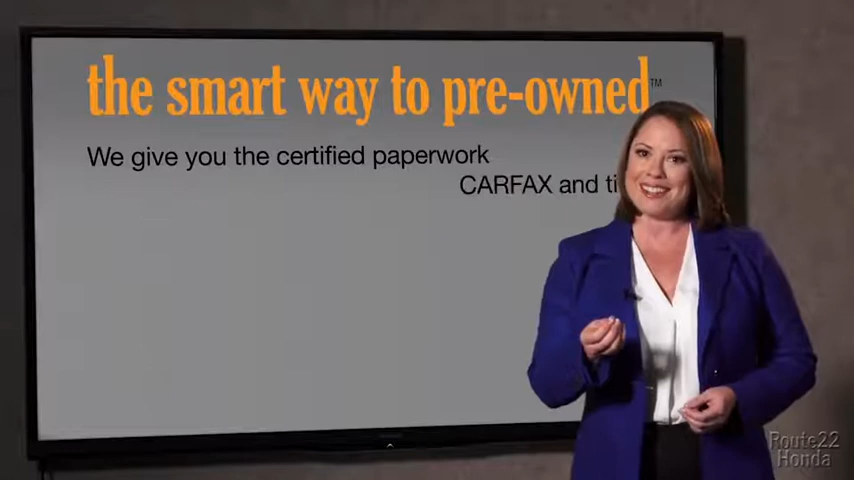 the smart way to pre-owned™
We give you the certified paperwork
CARFAX and
Route22
Honda